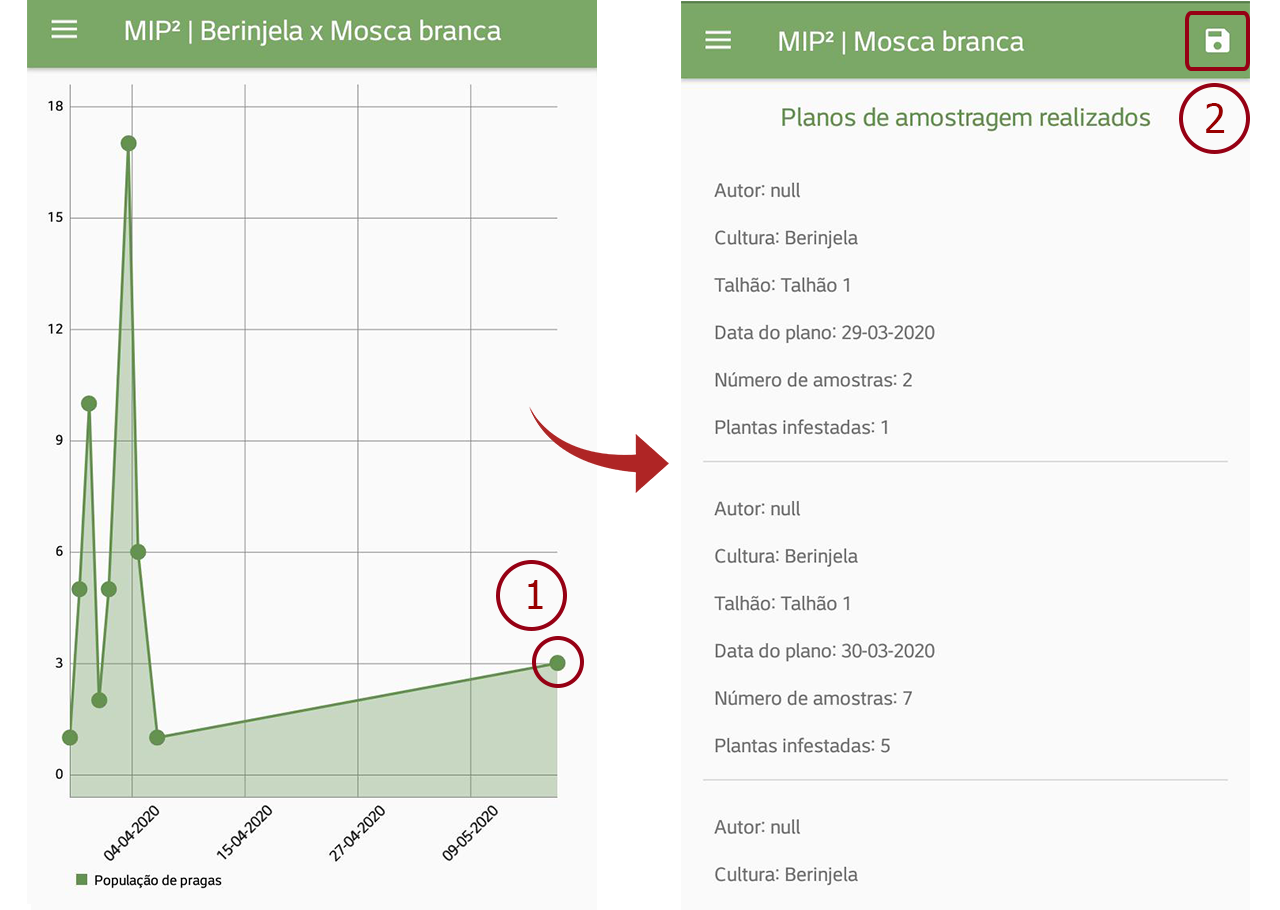 MIP² | Berinjela x Mosca branca
18
15
12
9
6
3
0
04-04-2020
15-04-2020
27-04-2020
09-05-2020
População de pragas
1
MIP² | Mosca branca
2
Planos de amostragem realizados
Autor: null
Cultura: Berinjela
Talhão: Talhão 1
Data do plano: 29-03-2020
Número de amostras: 2
Plantas infestadas: 1
Autor: null
Cultura: Berinjela
Talhão: Talhão 1
Data do plano: 30-03-2020
Número de amostras: 7
Plantas infestadas: 5
Autor: null
Cultura: Berinjela